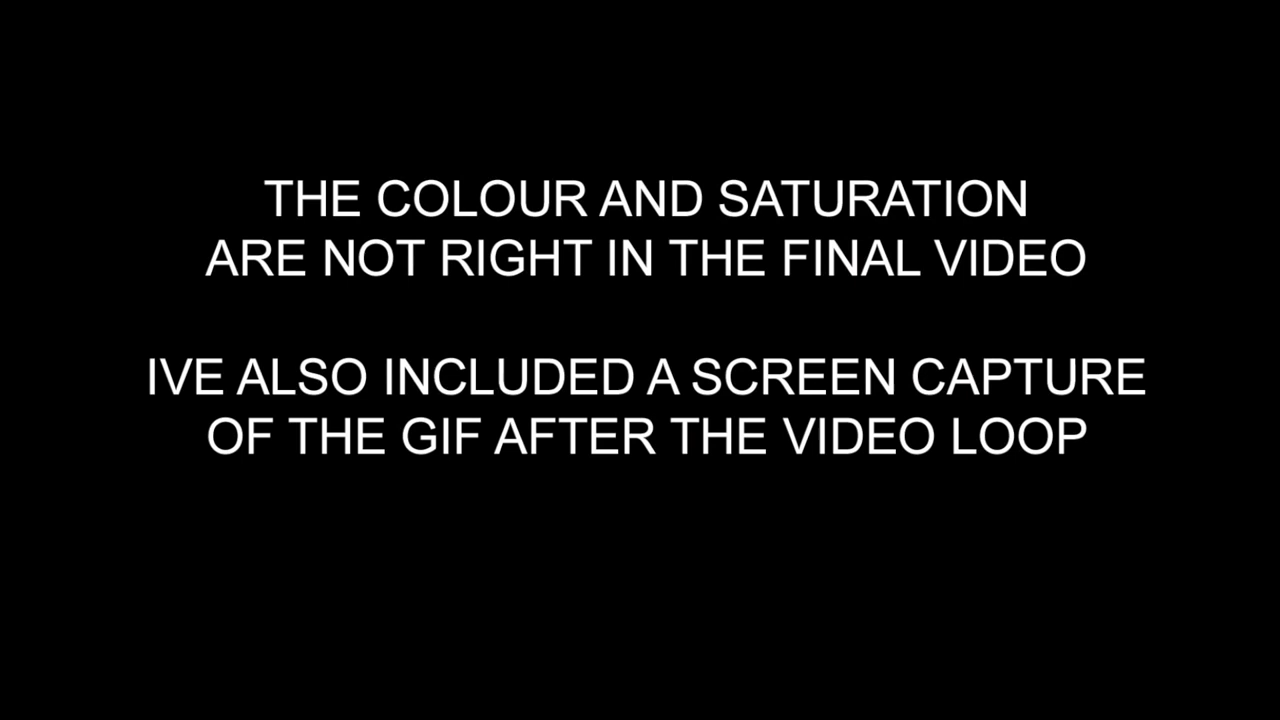 THE COLOUR AND SATURATION
ARE NOT RIGHT IN THE FINAL VIDEO
IVE ALSO INCLUDED A SCREEN CAPTURE
OF THE GIF AFTER THE VIDEO LOOP